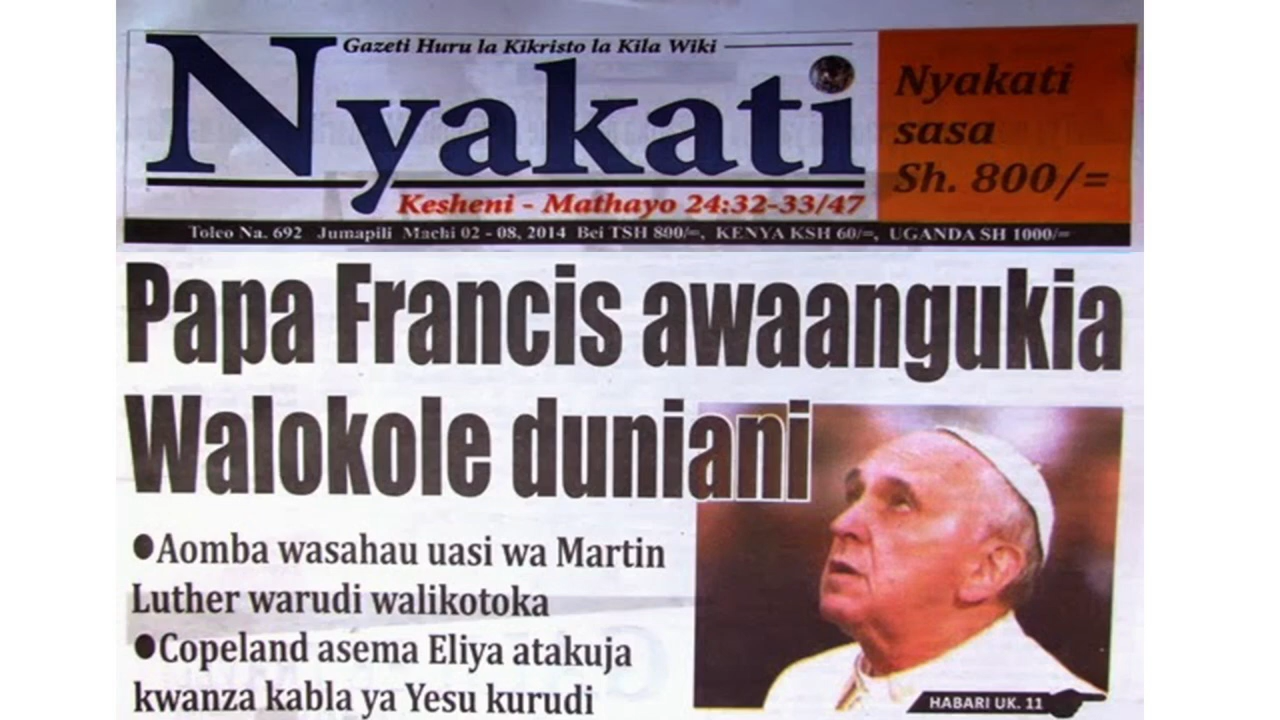 Gazeti Huru la Kikristo la Kila Wiki
Nyakati
Kesheni - Mathayo 24:32-33/47
Nyakati
sasa
Sh. 800/=
Toleo Na. 692 Jumapili Machi 02 - 08, 2014 Bei TSH 800/=, KENYA KSH 60/=, UGANDA SH 1000/=
Papa Francis awaangukia
Walokole duniani
●Aomba wasahau uasi wa Martin
Luther warudi walikotoka
●Copeland asema Eliya atakuja
kwanza kabla ya Yesu kurudi
HABARI UK. 11